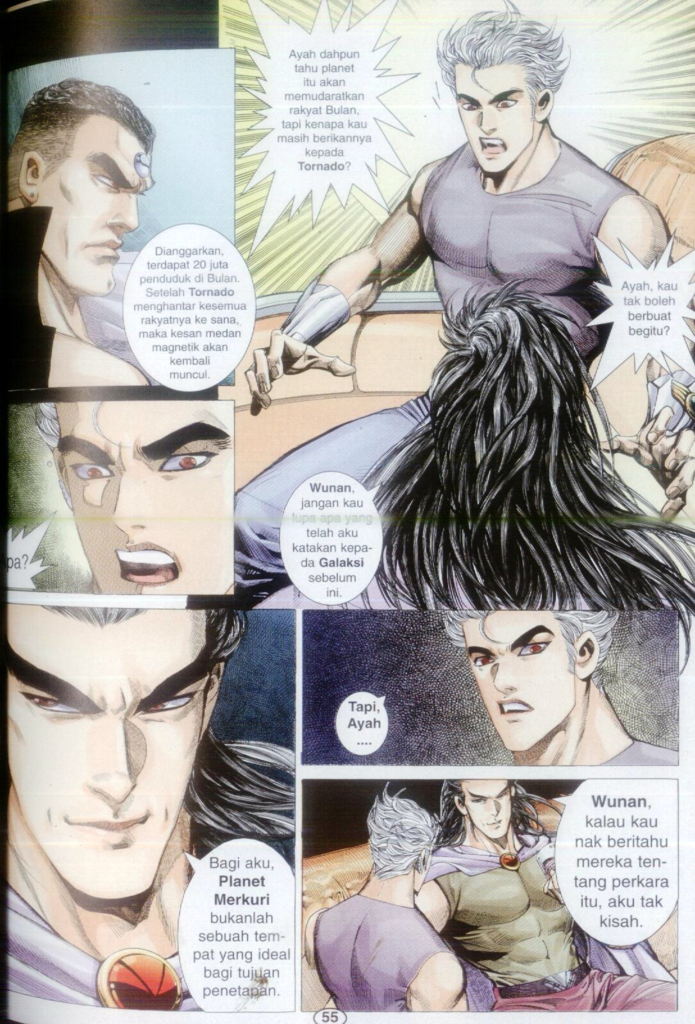 Dianggarkan,
terdapat 20 juta
penduduk di Bulan.
Setelah Tornado
menghantar kesemua
rakyatnya ke sana,
maka kesan medan
magnetik akan
kembali
muncul.
Ayah dahpun
tahu planet
itu akan
memudaratkan
rakyat Bulan,
tapi kenapa kau
masih berikannya
kepada
Tornado?
Ayah, kau
tak boleh
berbuat
begitu?
pa?
Wunan,
jangan kau
lupa apa yang
telah aku
katakan kepa-
da Galaksi
sebelum
ini.
Bagi aku,
Planet
Merkuri
bukanlah
sebuah tem-
pat yang ideal
bagi tujuan
penetapan.
Tapi,
Ayah
....
Wunan,
kalau kau
nak beritahu
mereka ten-
tang perkara
itu, aku tak
kisah.
55